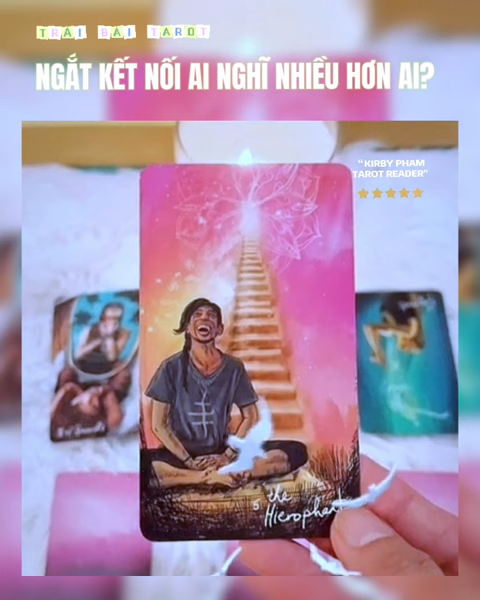 TRẢI BÀI TAROT
NGẮT KẾT NỐI AI NGHĨ NHIỀU HƠN AI?
"KIRBY PHAM
TAROT READER"
5 the
Hierophant